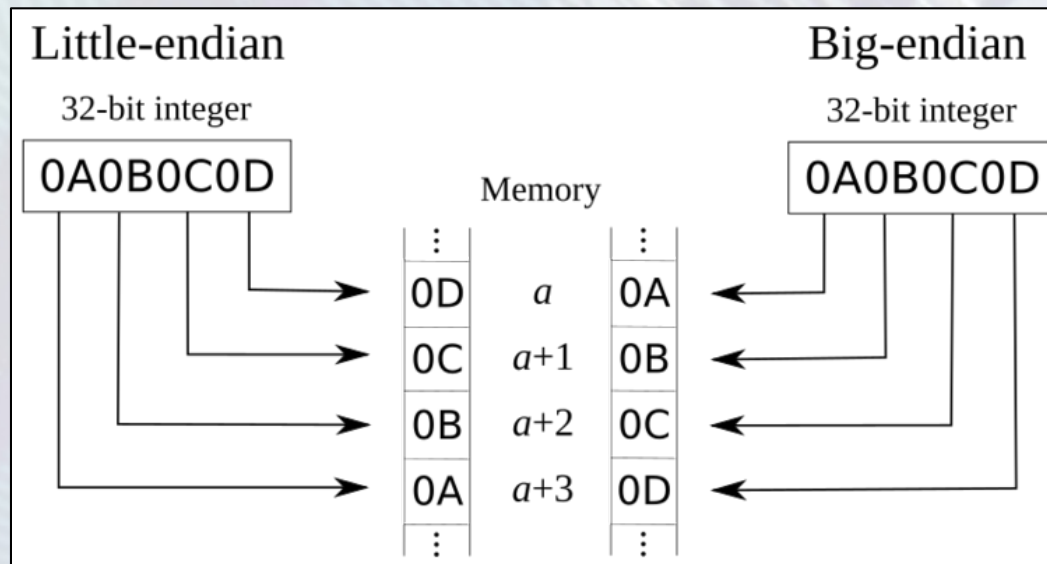 Little-endian
Big-endian
32-bit integer
32-bit integer
0A0B0C0D
0A0B0C0D
Memory
⋮ ⋮
0D a 0A
0C a+1 0B
0B a+2 0C
0A a+3 0D
⋮ ⋮